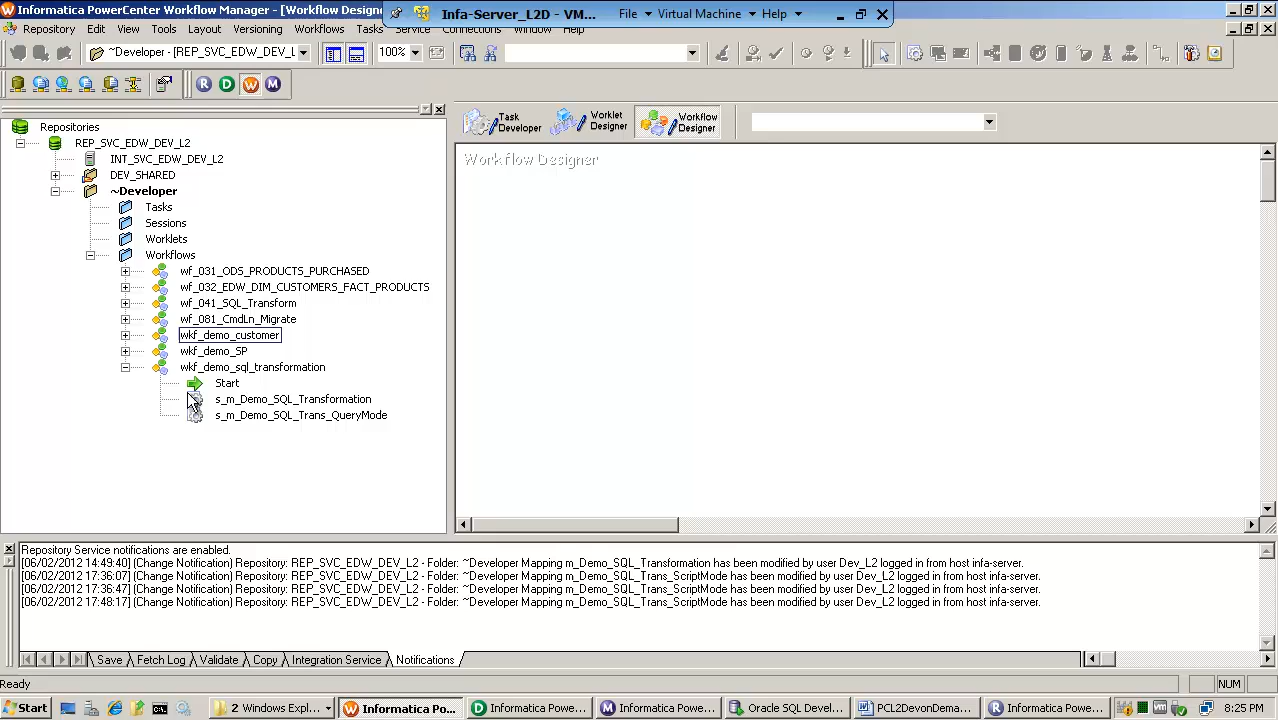 Informatica PowerCenter Workflow Manager - [Workflow Designe
Infa-Server_L2D - VM...
File
Virtual Machine
Help
Repository
Edit
View
Tools
Layout
Versioning
Workflows
Tasks
Service
Connections
~Developer - [REP_SVC_EDW_DEV_L
100%
R
D
W
M
Repositories
REP_SVC_EDW_DEV_L2
INT_SVC_EDW_DEV_L2
DEV_SHARED
~Developer
Tasks
Sessions
Worklets
Workflows
wf_031_ODS_PRODUCTS_PURCHASED
wf_032_EDW_DIM_CUSTOMERS_FACT_PRODUCTS
wf_041_SQL_Transform
wf_081_CmdLn_Migrate
wkf_demo_customer
wkf_demo_SP
wkf_demo_sql_transformation
Start
s_m_Demo_SQL_Transformation
s_m_Demo_SQL_Trans_QueryMode
Task
Developer
Worklet
Designer
Workflow
Designer
Workflow Designer
Repository Service notifications are enabled.
[06/02/2012 14:49:40] (Change Notification) Repository: REP_SVC_EDW_DEV_L2 - Folder: ~Developer Mapping m_Demo_SQL_Transformation has been modified by user Dev_L2 logged in from host infa-server.
[06/02/2012 17:36:07] (Change Notification) Repository: REP_SVC_EDW_DEV_L2 - Folder: ~Developer Mapping m_Demo_SQL_Trans_ScriptMode has been modified by user Dev_L2 logged in from host infa-server.
[06/02/2012 17:36:47] (Change Notification) Repository: REP_SVC_EDW_DEV_L2 - Folder: ~Developer Mapping m_Demo_SQL_Trans_ScriptMode has been modified by user Dev_L2 logged in from host infa-server.
[06/02/2012 17:48:17] (Change Notification) Repository: REP_SVC_EDW_DEV_L2 - Folder: ~Developer Mapping m_Demo_SQL_Trans_ScriptMode has been modified by user Dev_L2 logged in from host infa-server.
Save
Fetch Log
Validate
Copy
Integration Service
Notifications
Ready
NUM
Start
2 Windows Expl...
Informatica Po...
Informatica Powe...
Informatica Powe...
Oracle SQL Devel...
PCL2DevonDema...
Informatica Powe...
8:25 PM